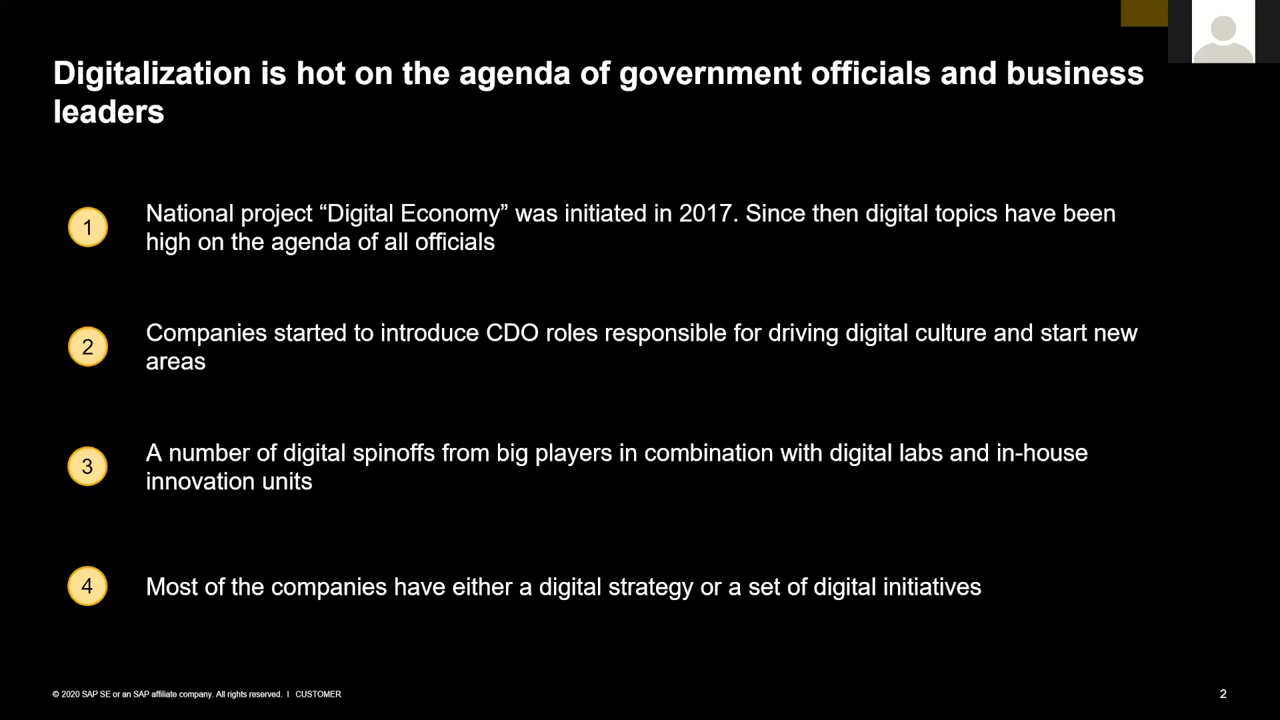 Digitalization is hot on the agenda of government officials and business
leaders
1
National project “Digital Economy” was initiated in 2017. Since then digital topics have been
high on the agenda of all officials
2
Companies started to introduce CDO roles responsible for driving digital culture and start new
areas
3
A number of digital spinoffs from big players in combination with digital labs and in-house
innovation units
4
Most of the companies have either a digital strategy or a set of digital initiatives
© 2020 SAP SE or an SAP affiliate company. All rights reserved. | CUSTOMER
2